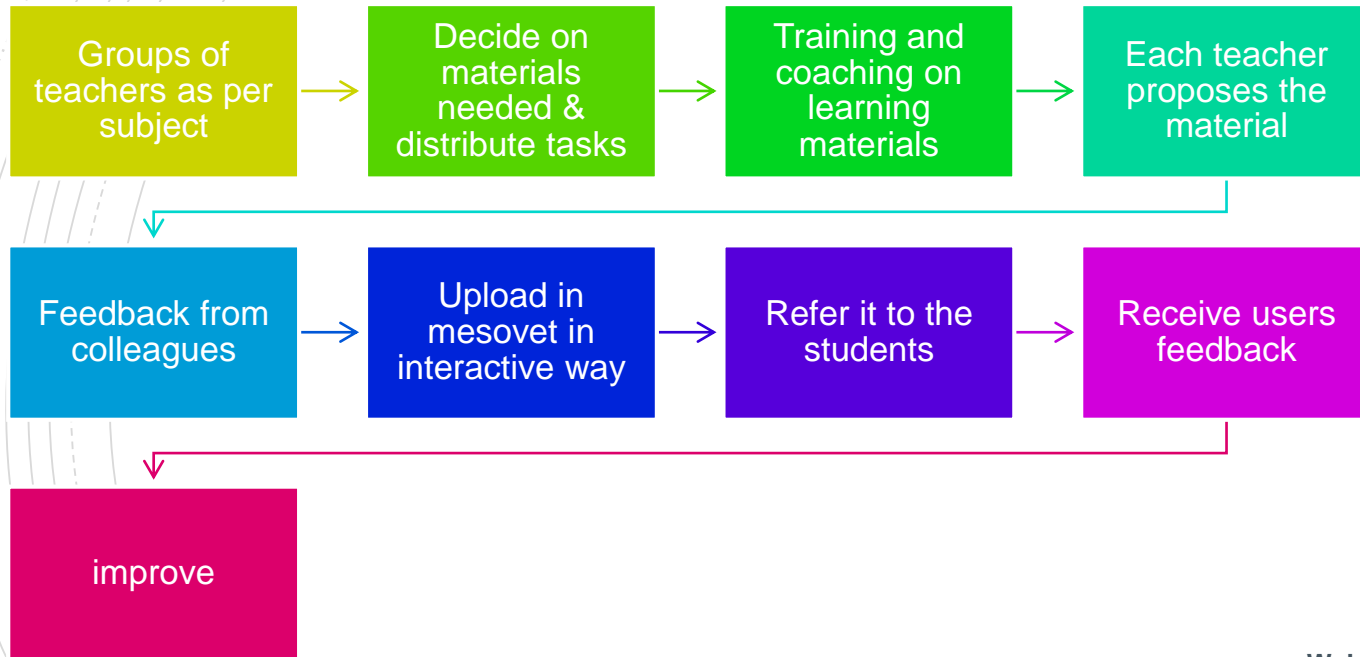 Groups of
teachers as per
subject
Decide on
materials
needed &
distribute tasks
Training and
coaching on
learning
materials
Each teacher
proposes the
material
Feedback from
colleagues
Upload in
mesovet in
interactive way
Refer it to the
students
Receive users
feedback
improve